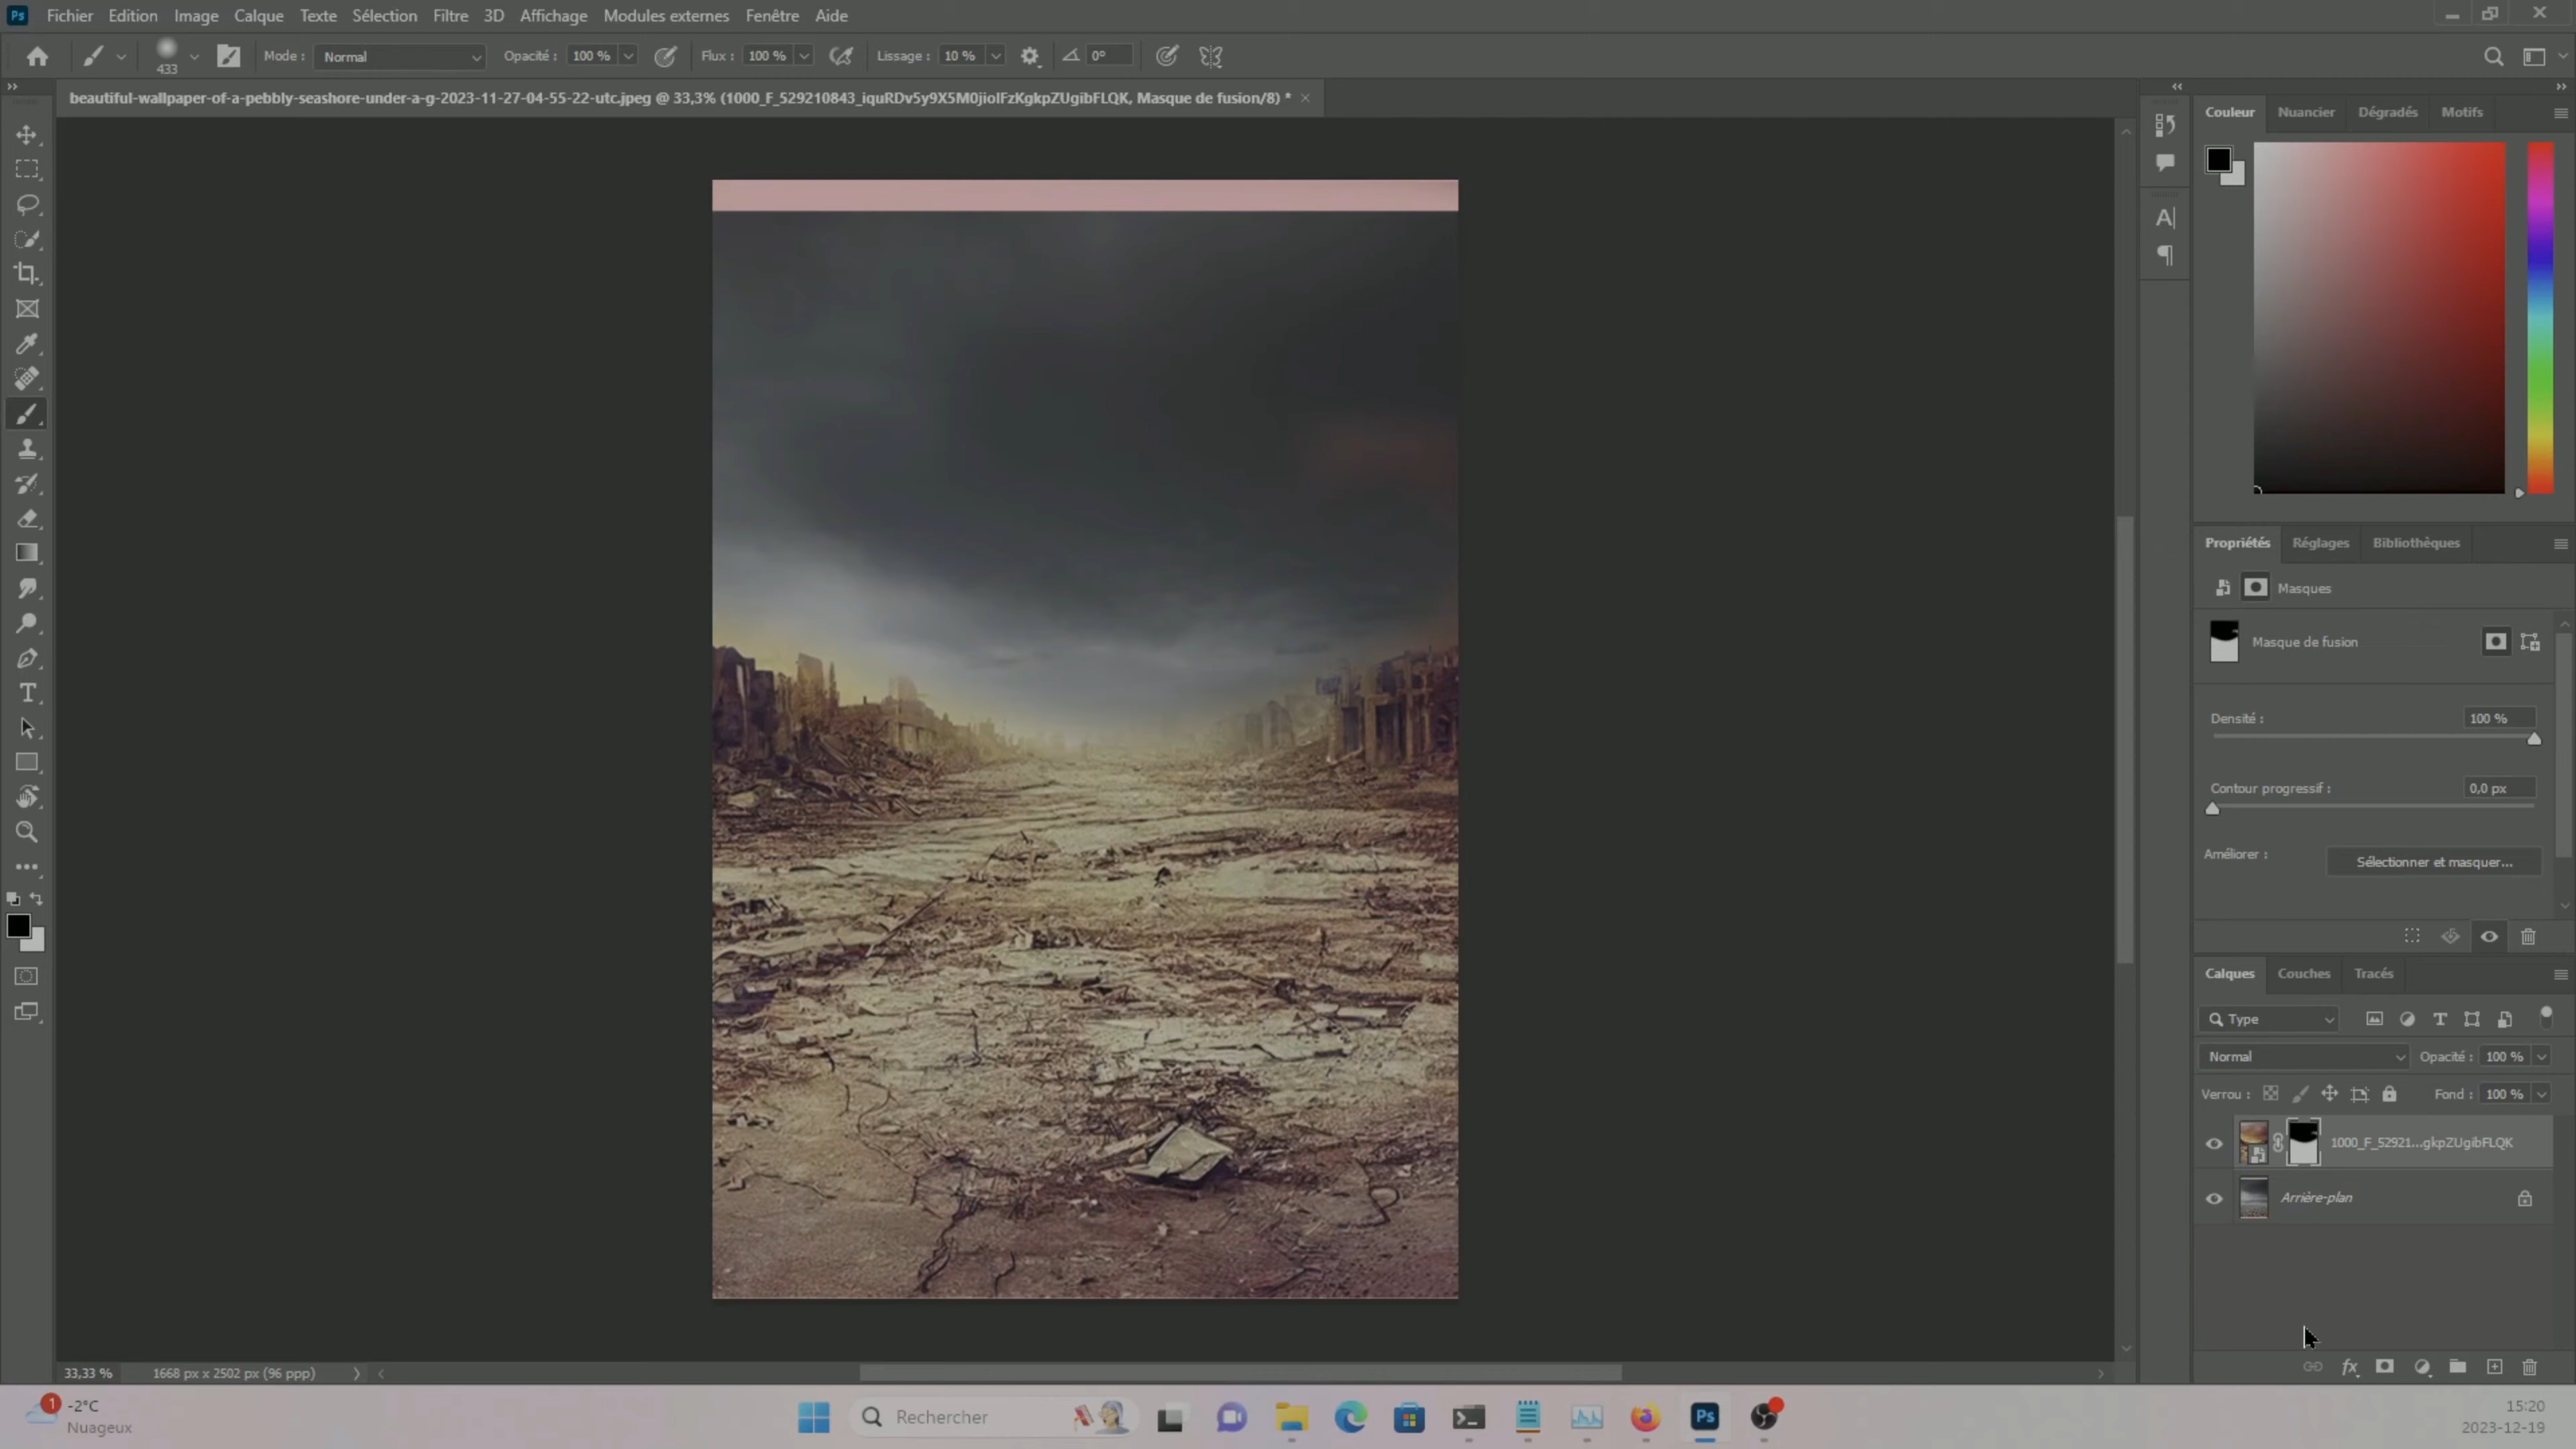 Ps Fichier Edition Image Calque Texte Sélection Filtre 3D Affichage Modules externes Fenêtre Aide
433 Mode : Normal Opacité : 100 % Flux : 100 % Lissage : 10 % 0°
beautiful-wallpaper-of-a-pebbly-seashore-under-a-g-2023-11-27-04-55-22-utc.jpeg @ 33,3% (1000_F_529210843_iquRDv5y9X5M0jiolFzKgkpZUgibFLQK, Masque de fusion/8) *
Couleur Nuancier Dégradés Motifs
Propriétés Réglages Bibliothèques
Masques
Masque de fusion
Densité : 100 %
Contour progressif : 0,0 px
Améliorer : Sélectionner et masquer...
Calques Couches Tracés
Type
Normal Opacité : 100 %
Verrou : Fond : 100 %
1000_F_52921...gkpZUgibFLQK
Arrière-plan
33,33 % 1668 px x 2502 px (96 ppp)
1 -2°C
Nuageux
Rechercher
Ps
15:20
2023-12-19